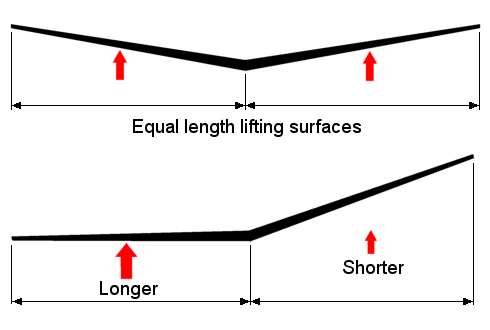 Equal length lifting surfaces
Shorter
Longer